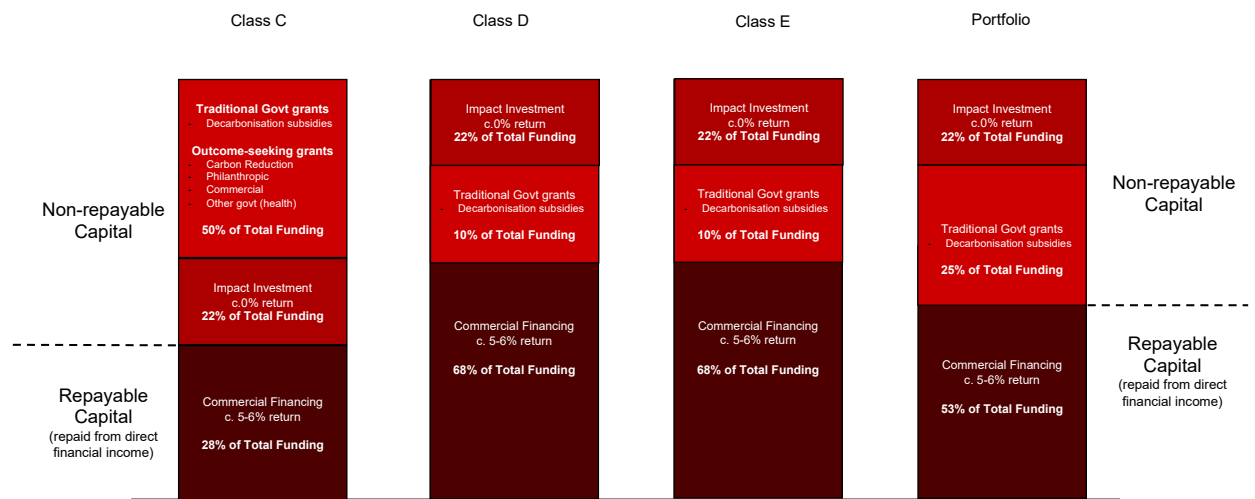 Class C
Class D
Class E
Portfolio
Non-repayable
Capital
Repayable
Capital
(repaid from direct
financial income)
Traditional Govt grants
- Decarbonisation subsidies
Outcome-seeking grants
- Carbon Reduction
- Philanthropic
- Commercial
- Other govt (health)
50% of Total Funding
Impact Investment
c.0% return
22% of Total Funding
Commercial Financing
c. 5-6% return
28% of Total Funding
Impact Investment
c.0% return
22% of Total Funding
Traditional Govt grants
- Decarbonisation subsidies
10% of Total Funding
Commercial Financing
c. 5-6% return
68% of Total Funding
Impact Investment
c.0% return
22% of Total Funding
Traditional Govt grants
- Decarbonisation subsidies
10% of Total Funding
Commercial Financing
c. 5-6% return
68% of Total Funding
Impact Investment
c.0% return
22% of Total Funding
Traditional Govt grants
- Decarbonisation subsidies
25% of Total Funding
Commercial Financing
c. 5-6% return
53% of Total Funding
Non-repayable
Capital
Repayable
Capital
(repaid from direct
financial income)